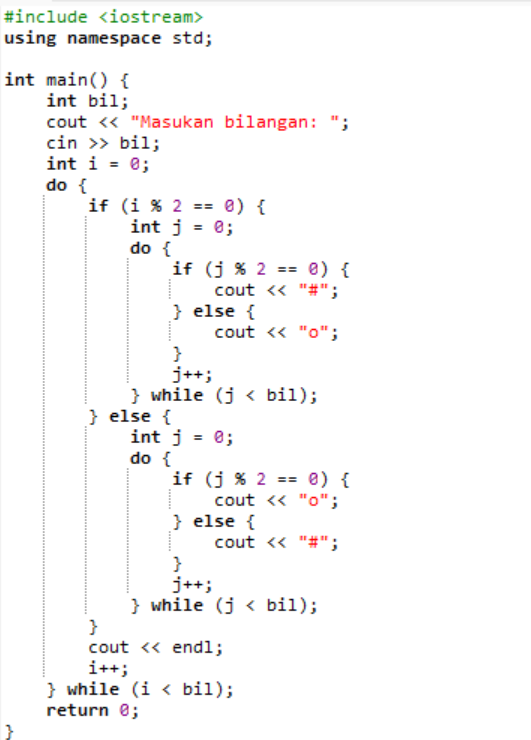 #include <iostream>
using namespace std;

int main() {
    int bil;
    cout << "Masukan bilangan: ";
    cin >> bil;
    int i = 0;
    do {
        if (i % 2 == 0) {
            int j = 0;
            do {
                if (j % 2 == 0) {
                    cout << "#";
                } else {
                    cout << "o";
                }
                j++;
            } while (j < bil);
        } else {
            int j = 0;
            do {
                if (j % 2 == 0) {
                    cout << "o";
                } else {
                    cout << "#";
                }
                j++;
            } while (j < bil);
        }
        cout << endl;
        i++;
    } while (i < bil);
    return 0;
}